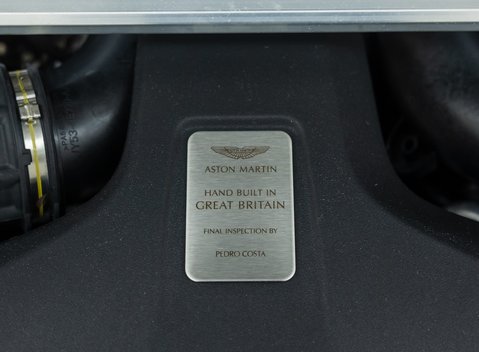 ASTON MARTIN
HAND BUILT IN
GREAT BRITAIN
FINAL INSPECTION BY
PEDRO COSTA